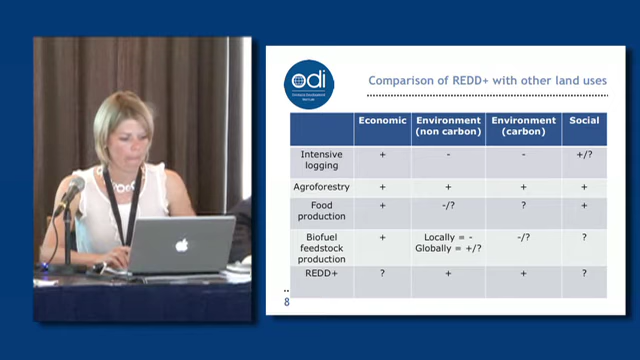 odi
Comparison of REDD+ with other land uses
Economic Environment (non carbon) Environment (carbon) Social
Intensive logging + - - +/?
Agroforestry + + + +
Food production + -/? ? +
Biofuel feedstock production + Locally = - Globally = +/? -/? ?
REDD+ ? + + ?
8